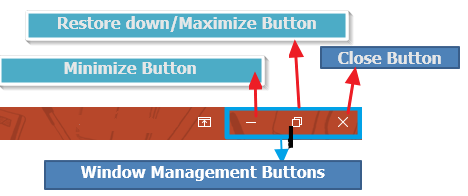 Restore down/Maximize Button
Minimize Button
Close Button
Window Management Buttons